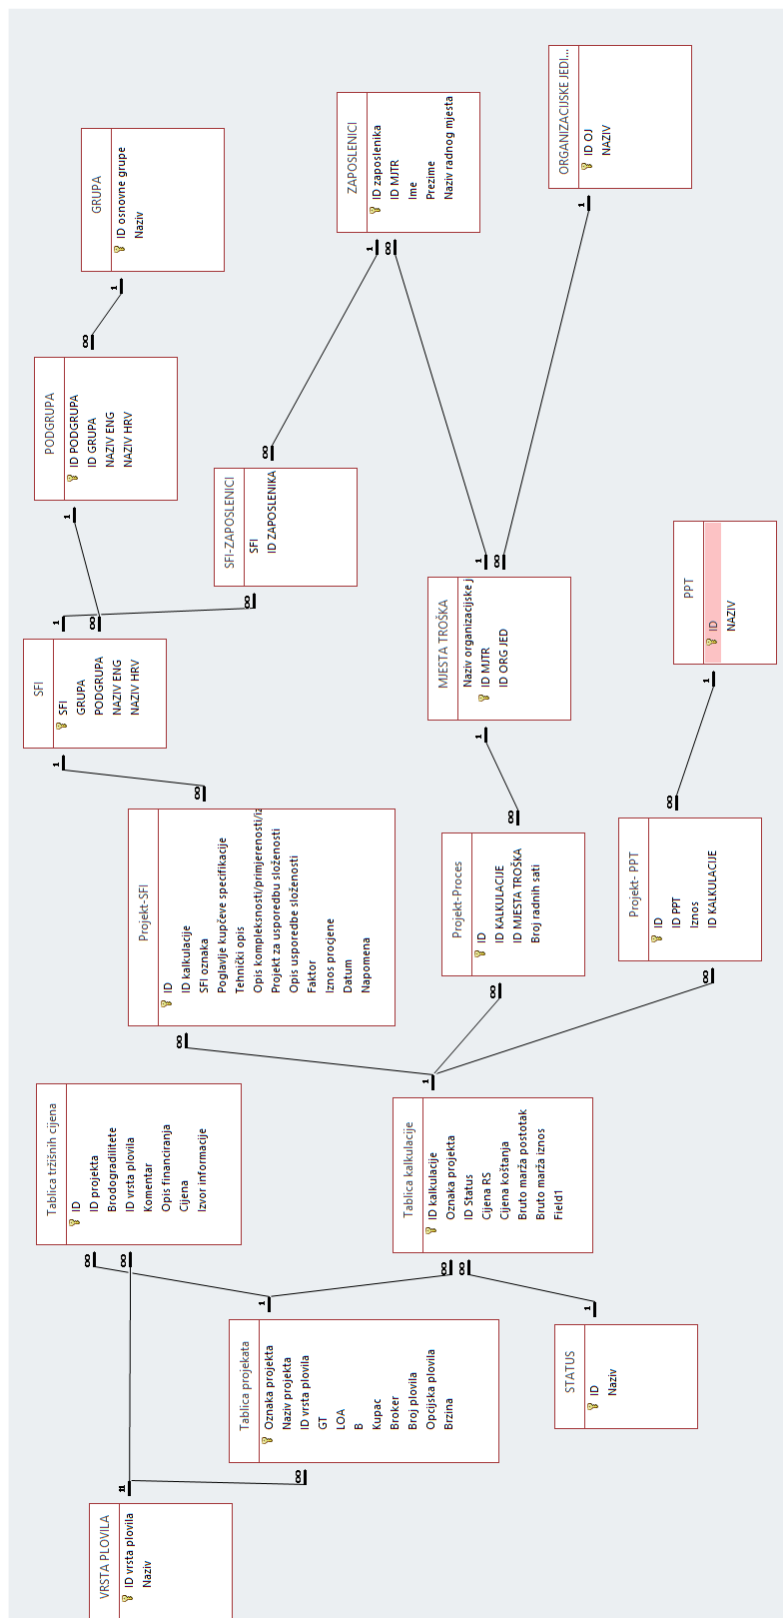 VRSTA PLOVILA
ID vrsta plovila
Naziv
Tablica projekata
Oznaka projekta
Naziv projekta
ID vrsta plovila
GT
LOA
B
Kupac
Broker
Broj plovila
Opcijska plovila
Brzina
STATUS
ID
Naziv
Tablica tržišnih cijena
ID
ID projekta
Brodogradilitete
ID vrsta plovila
Komentar
Opis financiranja
Cijena
Izvor informacije
Tablica kalkulacije
ID kalkulacije
Oznaka projekta
ID Status
Cijena RS
Cijena koštanja
Bruto marža postotak
Bruto marža iznos
Field1
Projekt-SFI
ID
ID kalkulacije
SFI oznaka
Poglavlje kupčeve specifikacije
Tehnički opis
Opis kompleksnosti/primjerenosti/iz
Projekt za usporedbu složenosti
Opis usporedbe složenosti
Faktor
Iznos procjene
Datum
Napomena
Projekt-Proces
ID
ID KALKULACIJE
ID MJESTA TROŠKA
Broj radnih sati
Projekt- PPT
ID
ID PPT
Iznos
ID KALKULACIJE
SFI
SFI
GRUPA
PODGRUPA
NAZIV ENG
NAZIV HRV
MJESTA TROŠKA
Naziv organizacijske j
ID MJTR
ID ORG JED
PPT
ID
NAZIV
SFI-ZAPOSLENICI
SFI
ID ZAPOSLENIKA
PODGRUPA
ID PODGRUPA
ID GRUPA
NAZIV ENG
NAZIV HRV
GRUPA
ID osnovne grupe
Naziv
ZAPOSLENICI
ID zaposlenika
ID MJTR
Ime
Prezime
Naziv radnog mjesta
ORGANIZACIJSKE JEDI...
ID OJ
NAZIV